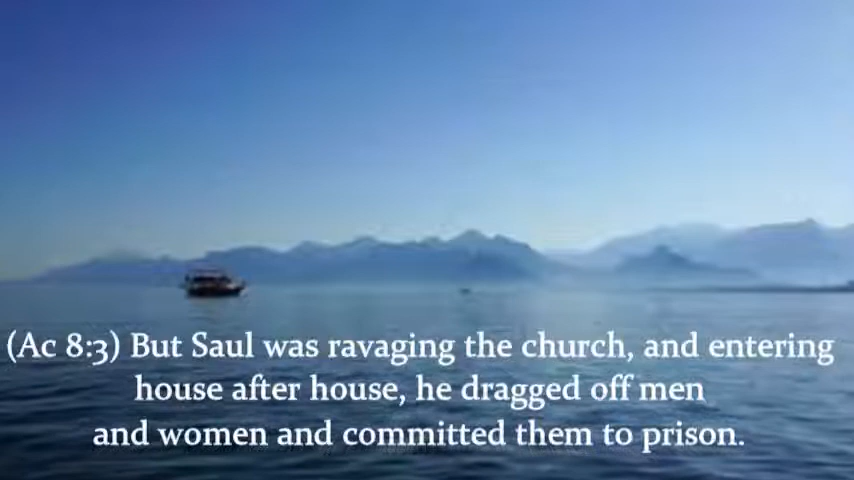 (Ac 8:3) But Saul was ravaging the church, and entering
house after house, he dragged off men
and women and committed them to prison.